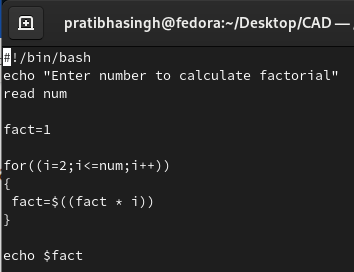 pratibhasingh@fedora:~/Desktop/CAD —
#!/bin/bash
echo "Enter number to calculate factorial"
read num
fact=1
for((i=2;i<=num;i++))
{
 fact=$((fact * i))
}
echo $fact